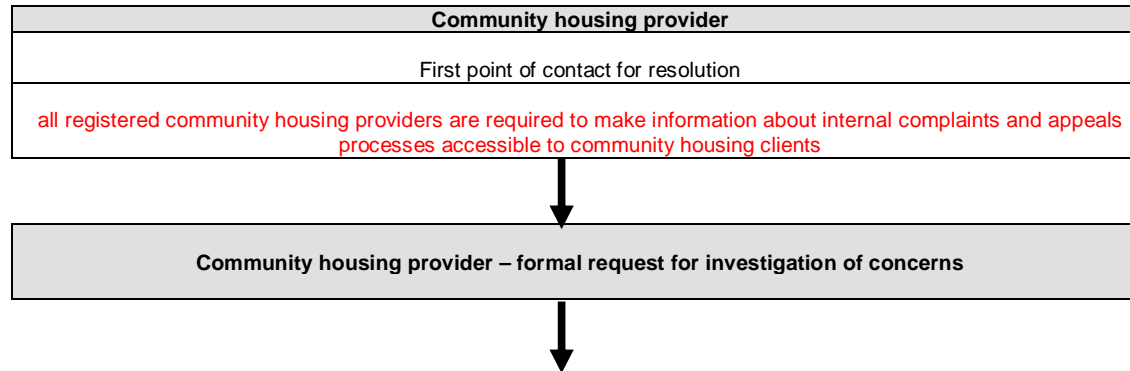 Community housing provider
First point of contact for resolution
all registered community housing providers are required to make information about internal complaints and appeals
processes accessible to community housing clients
Community housing provider – formal request for investigation of concerns